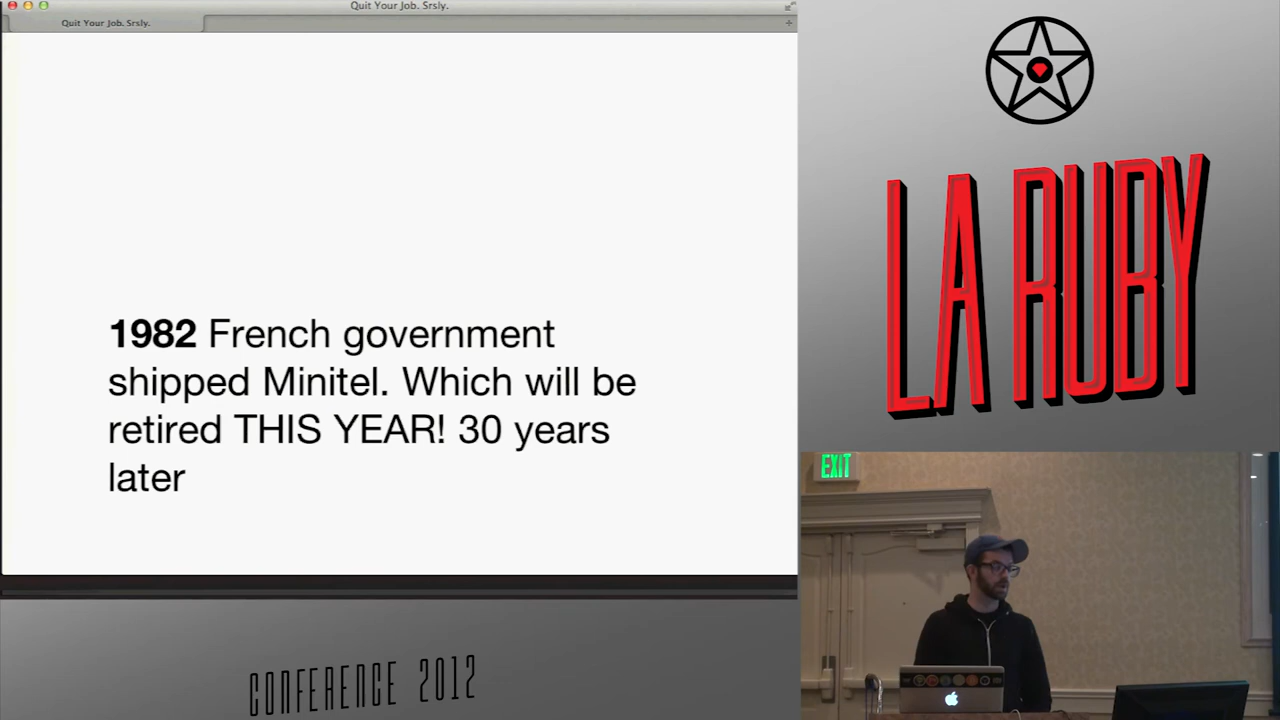 Quit Your Job. Srsly.
Quit Your Job. Srsly.
1982 French government
shipped Minitel. Which will be
retired THIS YEAR! 30 years
later
LA RUBY
CONFERENCE 2012
EXIT